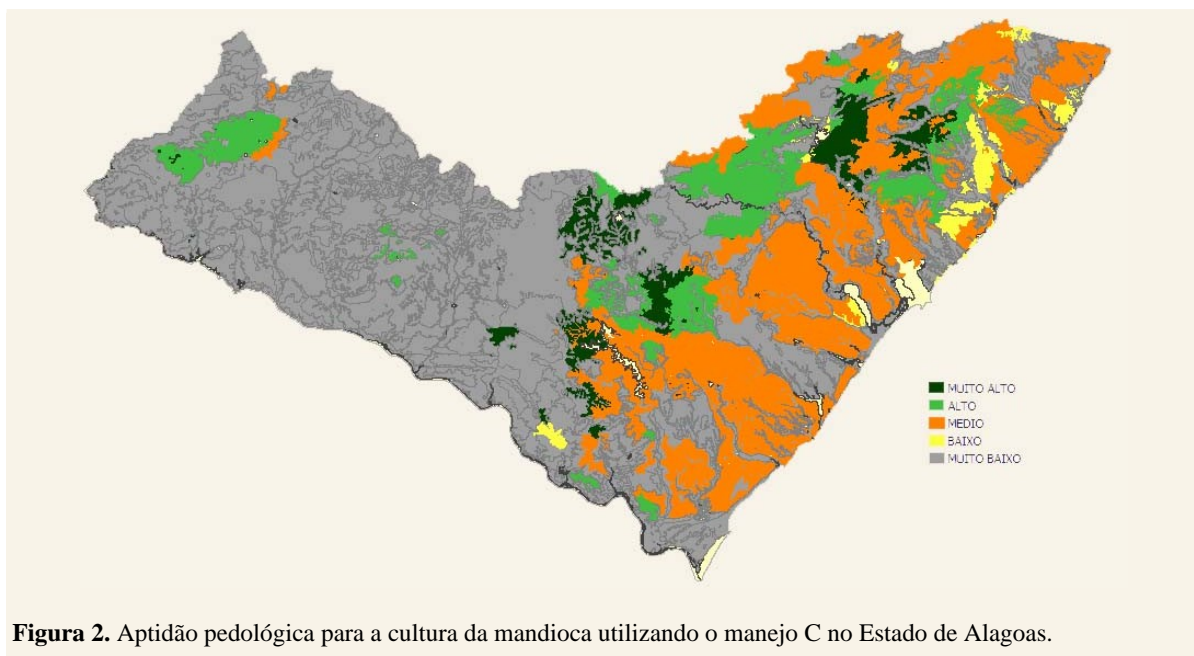 MUITO ALTO
ALTO
MEDIO
BAIXO
MUITO BAIXO
Figura 2. Aptidão pedológica para a cultura da mandioca utilizando o manejo C no Estado de Alagoas.